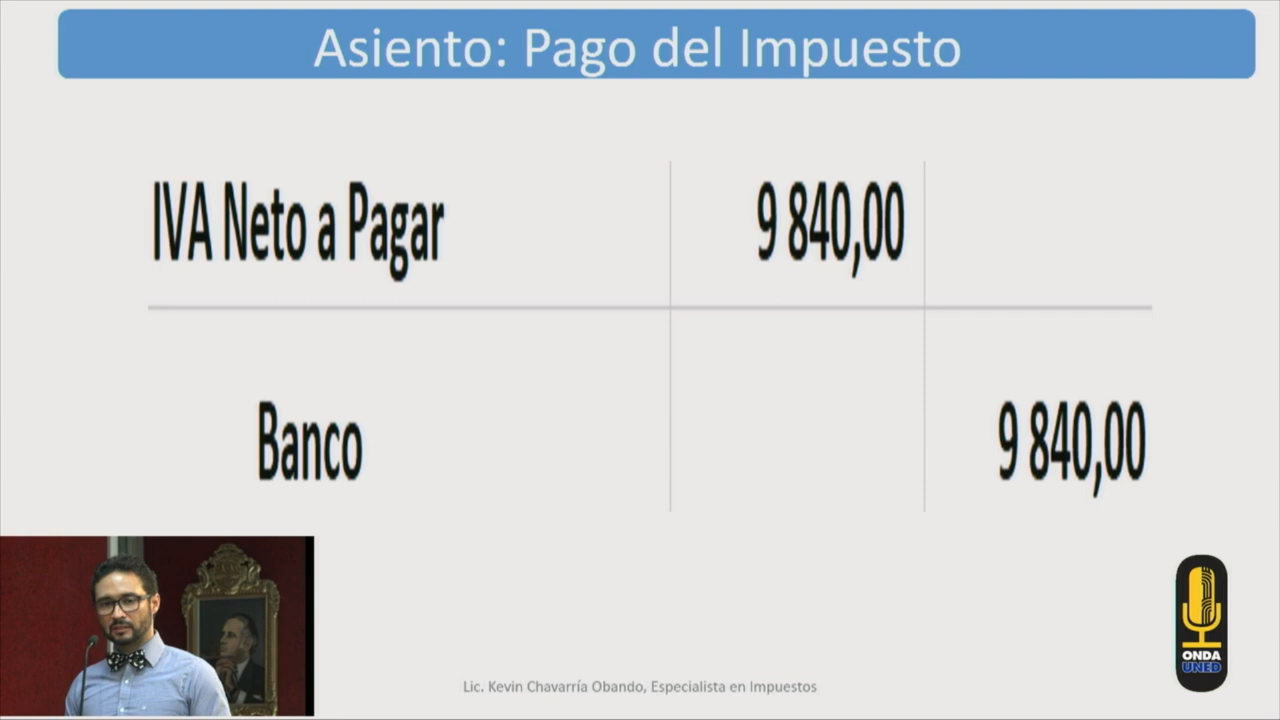 Asiento: Pago del Impuesto
IVA Neto a Pagar 9 840,00
Banco 9 840,00
Lic. Kevin Chavarría Obando, Especialista en Impuestos
ONDA
UNED